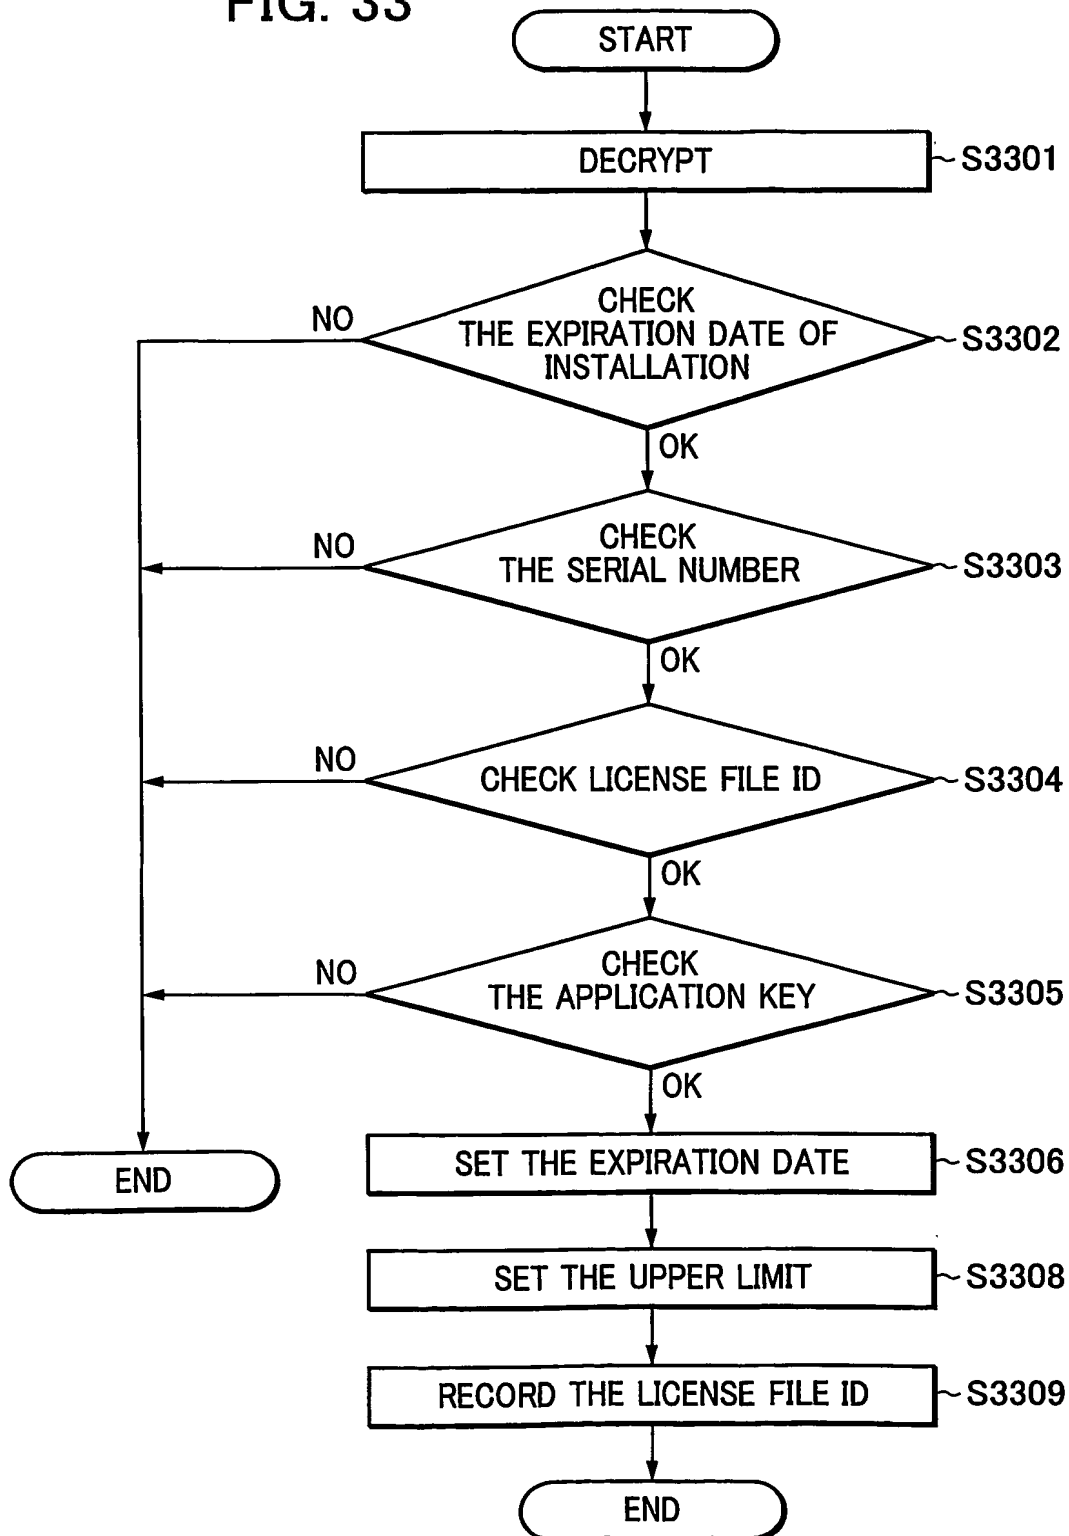 FIG. 33
START
DECRYPT
S3301
CHECK
THE EXPIRATION DATE OF
INSTALLATION
S3302
NO
OK
CHECK
THE SERIAL NUMBER
S3303
NO
OK
CHECK LICENSE FILE ID
S3304
NO
OK
CHECK
THE APPLICATION KEY
S3305
NO
OK
END
SET THE EXPIRATION DATE
S3306
SET THE UPPER LIMIT
S3308
RECORD THE LICENSE FILE ID
S3309
END